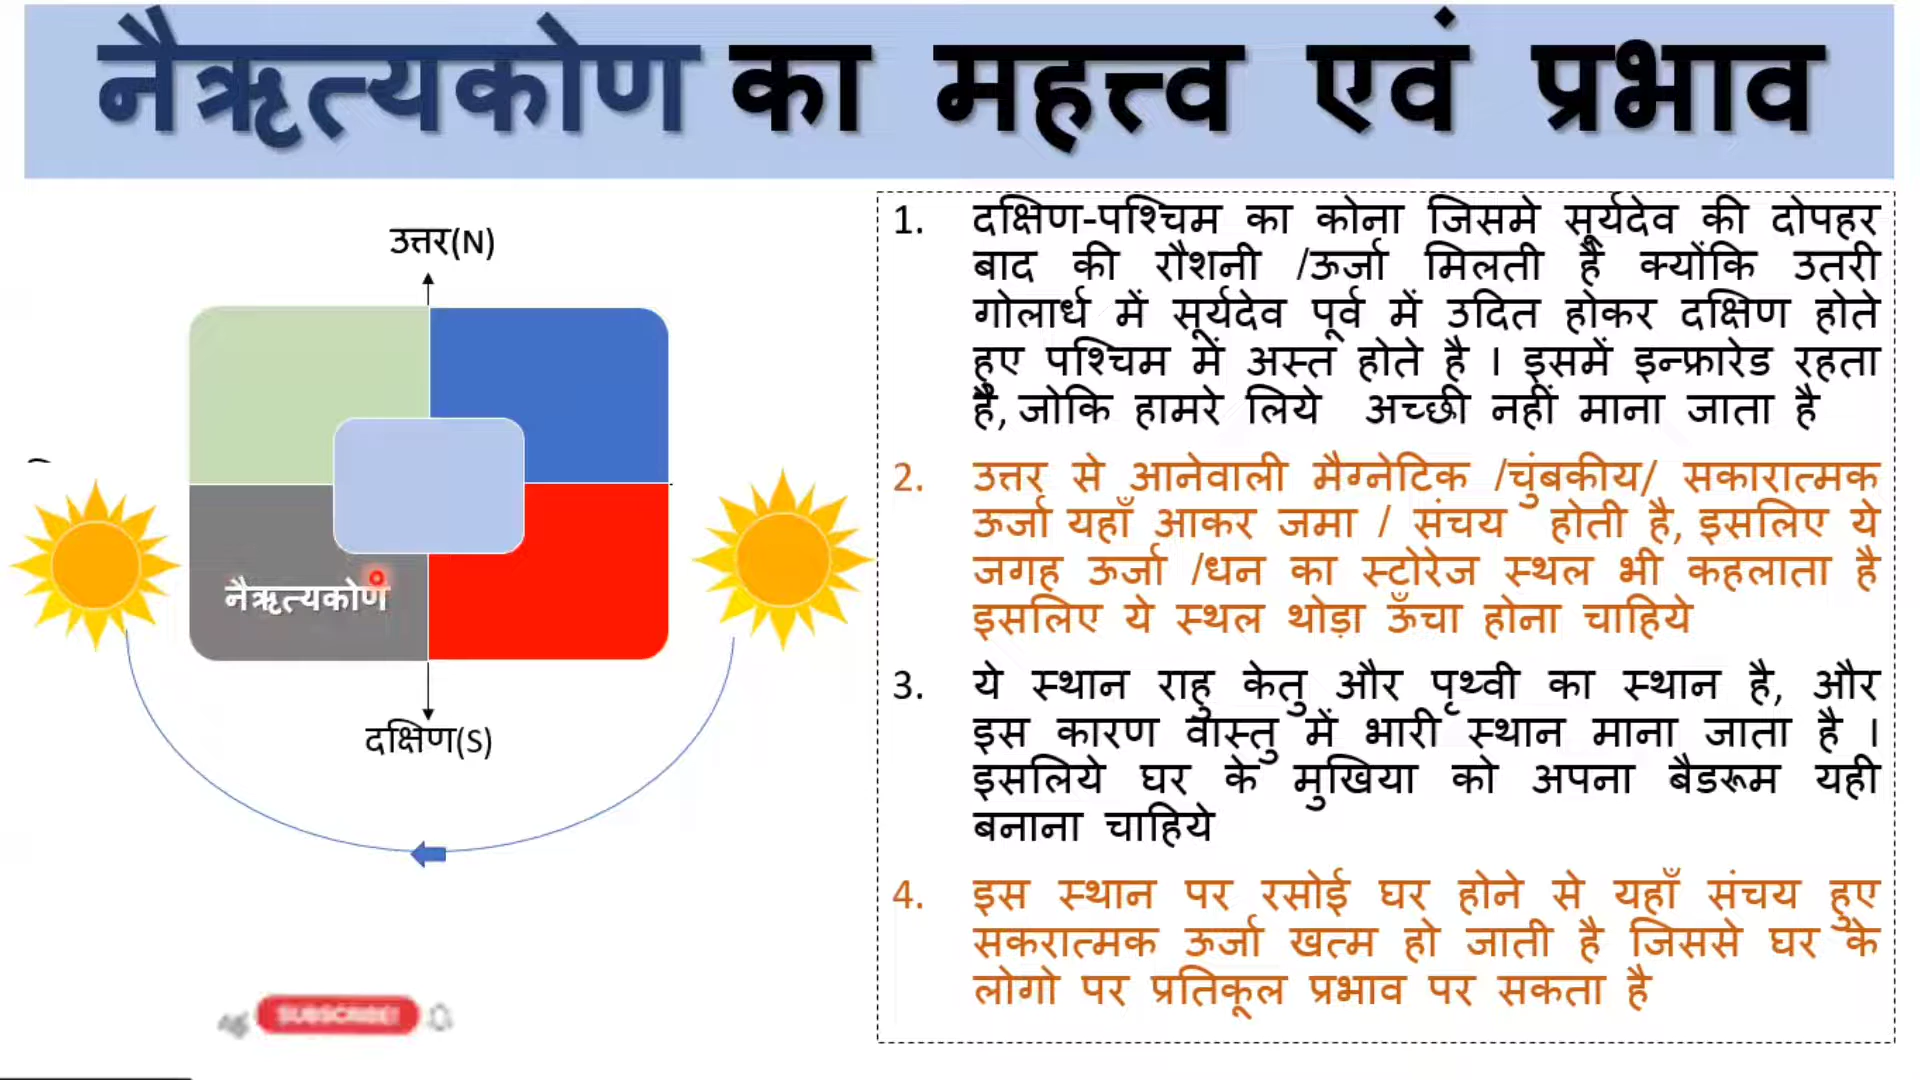 नैऋत्यकोण का महत्त्व एवं प्रभाव
उत्तर(N)
नैऋत्यकोण
दक्षिण(S)
SUBSCRIBE!
1. दक्षिण-पश्चिम का कोना जिसमे सूर्यदेव की दोपहर
बाद की रौशनी /ऊर्जा मिलती है क्योंकि उतरी
गोलार्ध में सूर्यदेव पूर्व में उदित होकर दक्षिण होते
हुए पश्चिम में अस्त होते है । इसमें इन्फ्रारेड रहता
है, जोकि हामरे लिये अच्छी नहीं माना जाता है
2. उत्तर से आनेवाली मैग्नेटिक /चुंबकीय/ सकारात्मक
ऊर्जा यहाँ आकर जमा / संचय होती है, इसलिए ये
जगह ऊर्जा /धन का स्टोरेज स्थल भी कहलाता है
इसलिए ये स्थल थोड़ा ऊँचा होना चाहिये
3. ये स्थान राहु केतु और पृथ्वी का स्थान है, और
इस कारण वास्तु में भारी स्थान माना जाता है ।
इसलिये घर के मुखिया को अपना बैडरूम यही
बनाना चाहिये
4. इस स्थान पर रसोई घर होने से यहाँ संचय हुए
सकरात्मक ऊर्जा खत्म हो जाती है जिससे घर के
लोगो पर प्रतिकूल प्रभाव पर सकता है